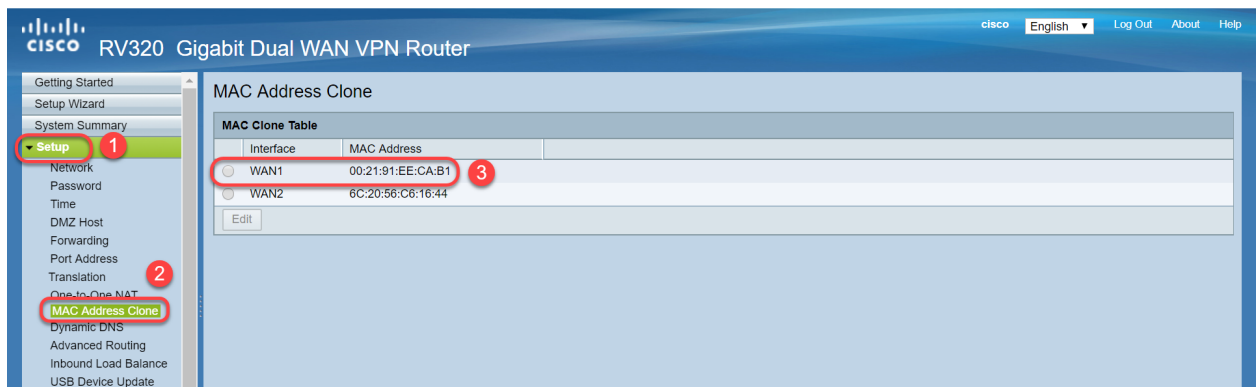 cisco English Log Out About Help
CISCO RV320 Gigabit Dual WAN VPN Router
Getting Started
Setup Wizard
System Summary
Setup 1
Network
Password
Time
DMZ Host
Forwarding
Port Address
Translation 2
One-to-One NAT
MAC Address Clone
Dynamic DNS
Advanced Routing
Inbound Load Balance
USB Device Update
MAC Address Clone
MAC Clone Table
Interface MAC Address
WAN1 00:21:91:EE:CA:B1 3
WAN2 6C:20:56:C6:16:44
Edit